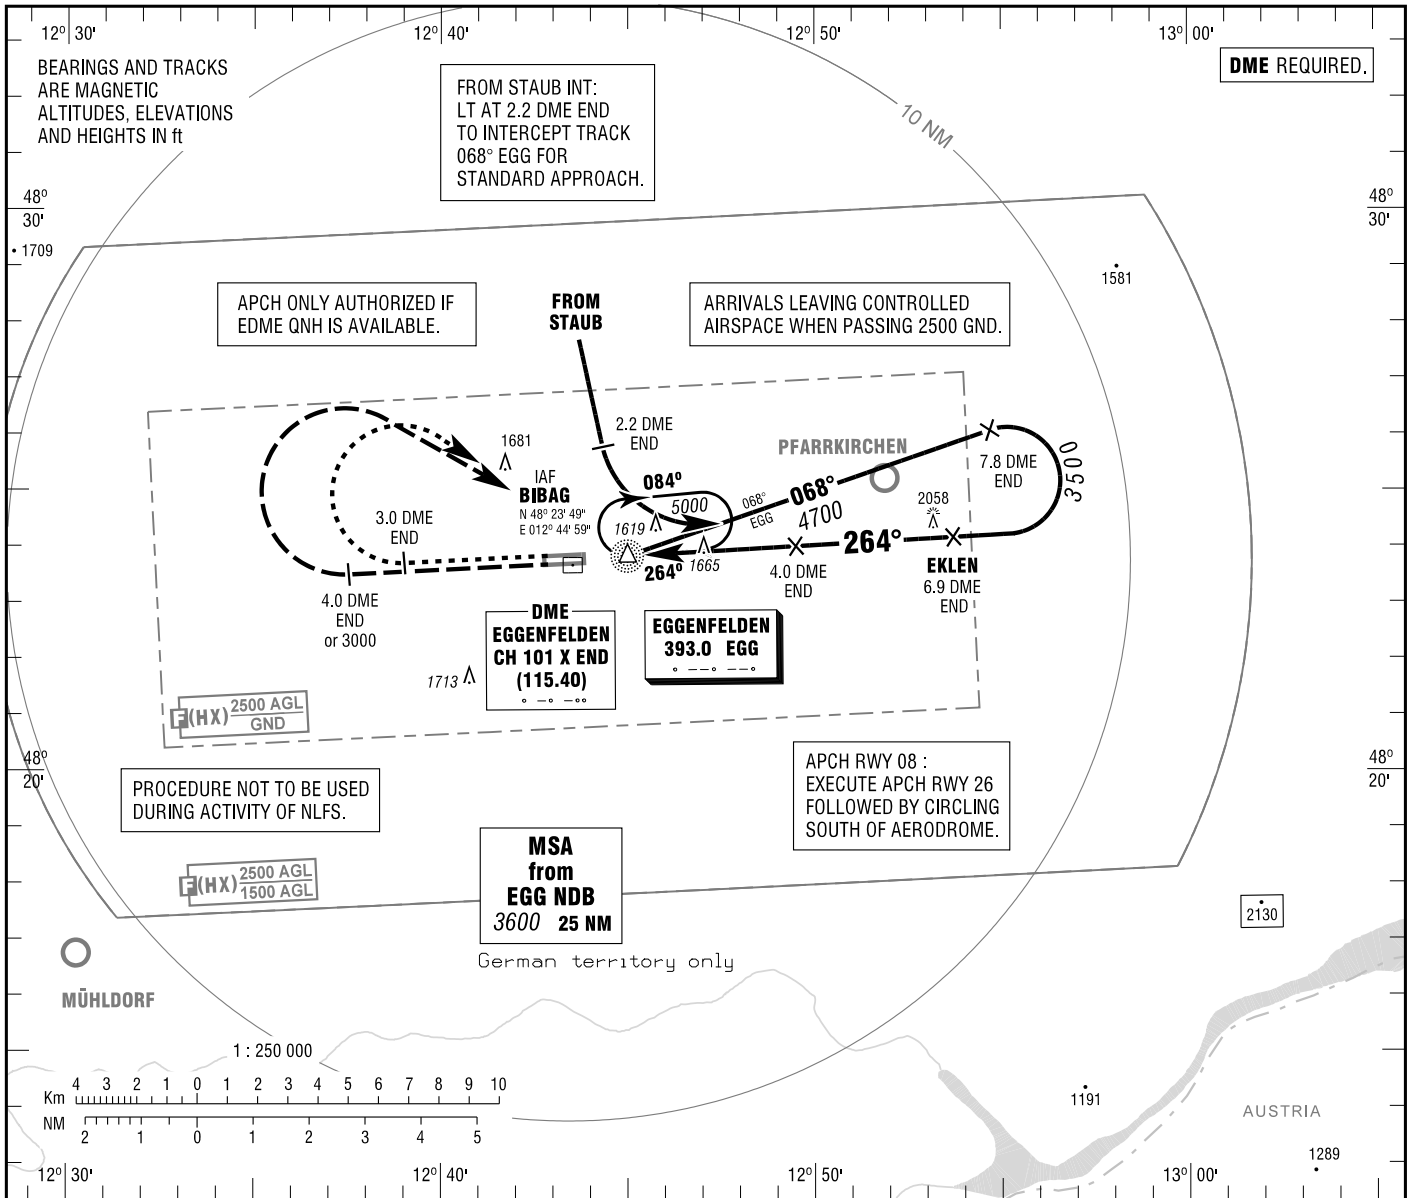 12° 30'
12° 40'
12° 50'
13° 00'
BEARINGS AND TRACKS
ARE MAGNETIC
ALTITUDES, ELEVATIONS
AND HEIGHTS IN ft
FROM STAUB INT:
LT AT 2.2 DME END
TO INTERCEPT TRACK
068° EGG FOR
STANDARD APPROACH.
10 NM
DME REQUIRED.
48°
30'
48°
30'
1709
1581
APCH ONLY AUTHORIZED IF
EDME QNH IS AVAILABLE.
FROM
STAUB
ARRIVALS LEAVING CONTROLLED
AIRSPACE WHEN PASSING 2500 GND.
2.2 DME
END
1681
PFARRKIRCHEN
7.8 DME
END
3500
IAF
BIBAG
N 48° 23' 49"
E 012° 44' 59"
084°
5000
1619
068°
EGG
068°
4700
2058
3.0 DME
END
264°
1665
264°
4.0 DME
END
EKLEN
6.9 DME
END
4.0 DME
END
or 3000
DME
EGGENFELDEN
CH 101 X END
(115.40)
EGGENFELDEN
393.0 EGG
1713
F(HX) 2500 AGL
GND
48°
20'
48°
20'
PROCEDURE NOT TO BE USED
DURING ACTIVITY OF NLFS.
APCH RWY 08 :
EXECUTE APCH RWY 26
FOLLOWED BY CIRCLING
SOUTH OF AERODROME.
MSA
from
EGG NDB
3600 25 NM
German territory only
F(HX) 2500 AGL
1500 AGL
2130
MÜHLDORF
1 : 250 000
Km 4 3 2 1 0 1 2 3 4 5 6 7 8 9 10
NM
2 1 0 1 2 3 4 5
1191
AUSTRIA
1289
12° 30'
12° 40'
12° 50'
13° 00'